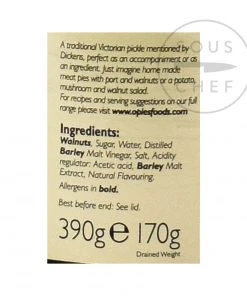 SOUS
CHEF
A traditional Victorian pickle mentioned by
Dickens, perfect as an accompaniment or as
an ingredient. Just imagine home made
meat pies with port and walnuts or a potato,
mushroom and walnut salad.
For recipes and serving suggestions on our full
range please visit www.opiesfoods.com
Ingredients:
Walnuts, Sugar, Water, Distilled
Barley Malt Vinegar, Salt, Acidity
regulator: Acetic acid, Barley Malt
Extract, Natural Flavouring.
Allergens in bold.
Best before end: See lid.
390g e 170g
Drained Weight